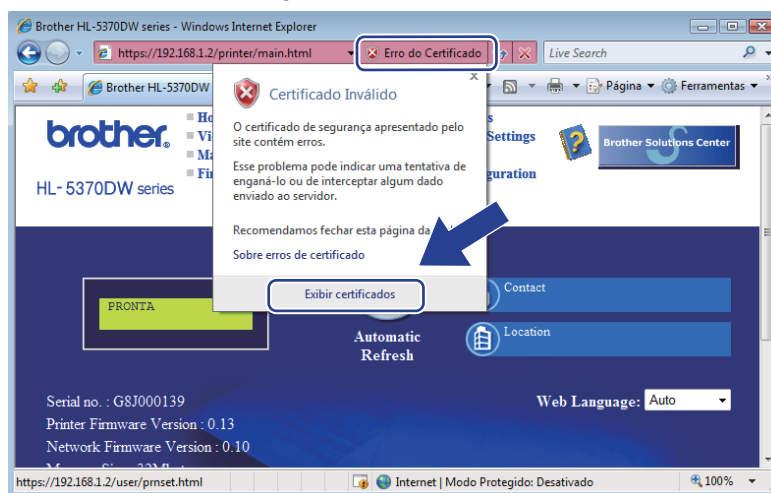 Brother HL-5370DW series - Windows Internet Explorer
https://192.168.1.2/printer/main.html
Erro do Certificado
Live Search
Brother HL-5370DW
Página
Ferramentas
Certificado Inválido
x
O certificado de segurança apresentado pelo
site contém erros.
Esse problema pode indicar uma tentativa de
enganá-lo ou de interceptar algum dado
enviado ao servidor.
Recomendamos fechar esta página da
Sobre erros de certificado
Exibir certificados
brother®
HL-5370DW series
Settings
Brother Solutions Center
PRONTA
Automatic
Refresh
Contact
Location
Serial no. : G8J000139
Web Language: Auto
Printer Firmware Version : 0.13
Network Firmware Version : 0.10
https://192.168.1.2/user/prnset.html
Internet | Modo Protegido: Desativado
100%